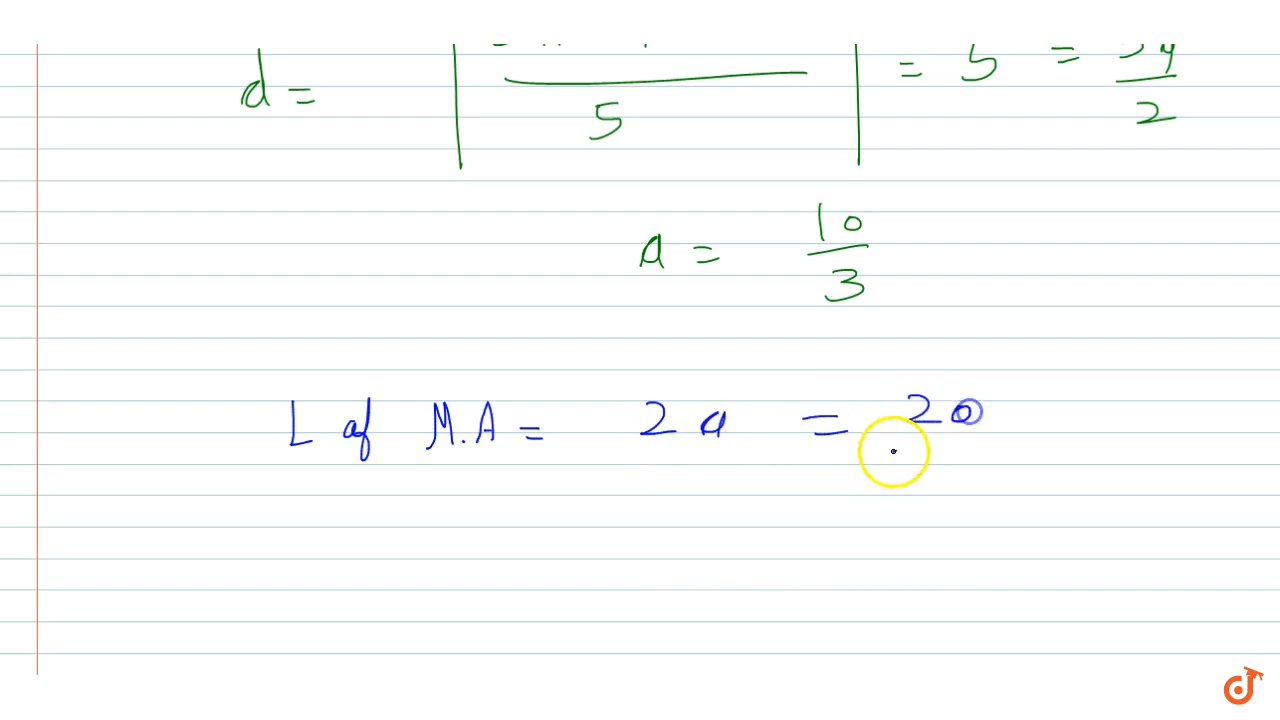 d = | / 5 | = 5 = / 2
a = 10/3
L of M.A = 2a = 20